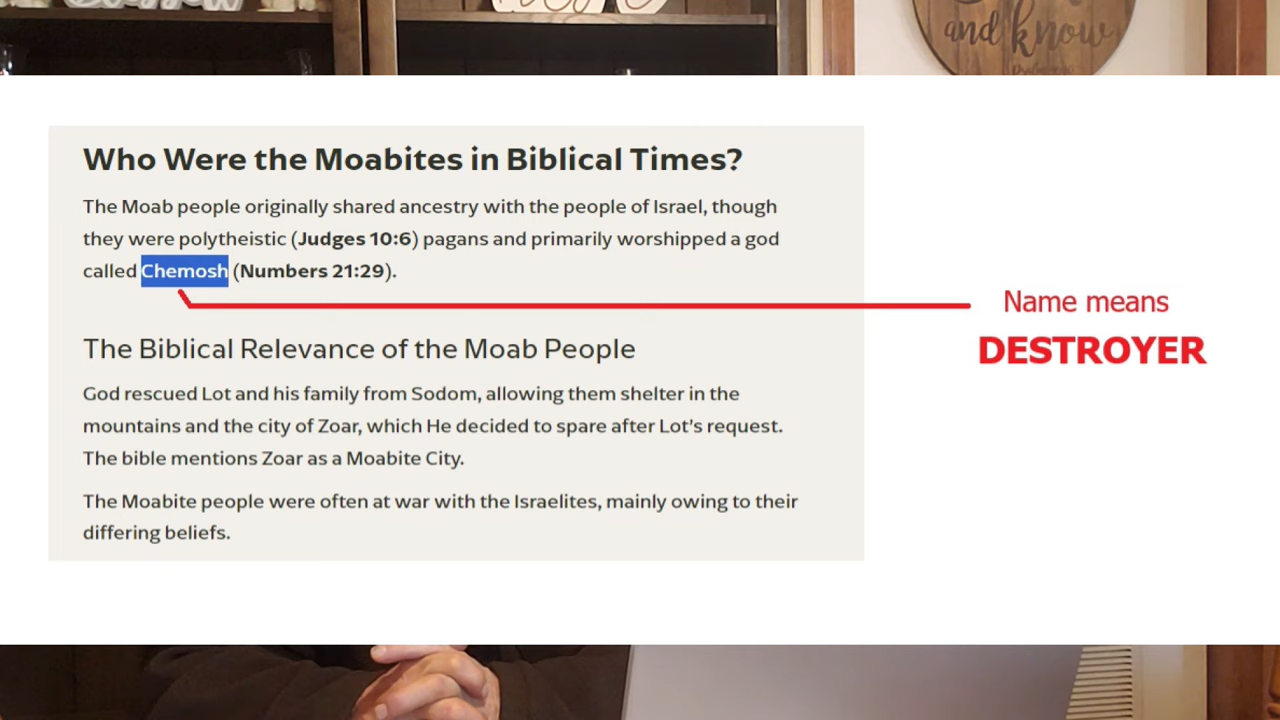 and know
Who Were the Moabites in Biblical Times?
The Moab people originally shared ancestry with the people of Israel, though
they were polytheistic (Judges 10:6) pagans and primarily worshipped a god
called Chemosh (Numbers 21:29).
Name means
DESTROYER
The Biblical Relevance of the Moab People
God rescued Lot and his family from Sodom, allowing them shelter in the
mountains and the city of Zoar, which He decided to spare after Lot's request.
The bible mentions Zoar as a Moabite City.
The Moabite people were often at war with the Israelites, mainly owing to their
differing beliefs.